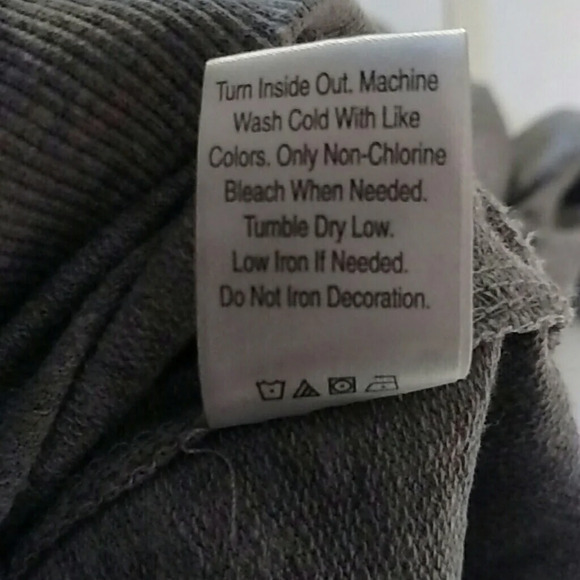 Turn Inside Out. Machine
Wash Cold With Like
Colors. Only Non-Chlorine
Bleach When Needed.
Tumble Dry Low.
Low Iron If Needed.
Do Not Iron Decoration.